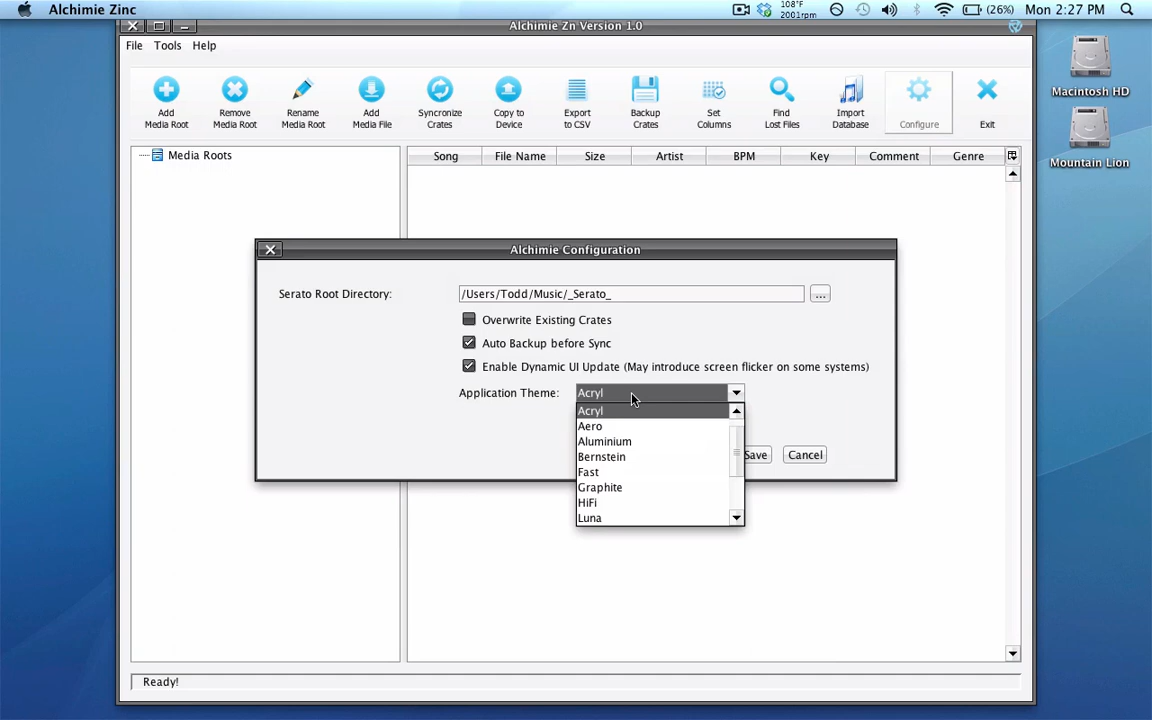 Alchimie Zinc
108°F
2001rpm
(26%)
Mon 2:27 PM
Alchimie Zn Version 1.0
File Tools Help
Add
Media Root
Remove
Media Root
Rename
Media Root
Add
Media File
Syncronize
Crates
Copy to
Device
Export
to CSV
Backup
Crates
Set
Columns
Find
Lost Files
Import
Database
Configure
Exit
Macintosh HD
Mountain Lion
Media Roots
Song File Name Size Artist BPM Key Comment Genre
Alchimie Configuration
Serato Root Directory: /Users/Todd/Music/_Serato_ ...
Overwrite Existing Crates
Auto Backup before Sync
Enable Dynamic UI Update (May introduce screen flicker on some systems)
Application Theme: Acryl
Acryl
Aero
Aluminium
Bernstein
Fast
Graphite
HiFi
Luna
Save Cancel
Ready!